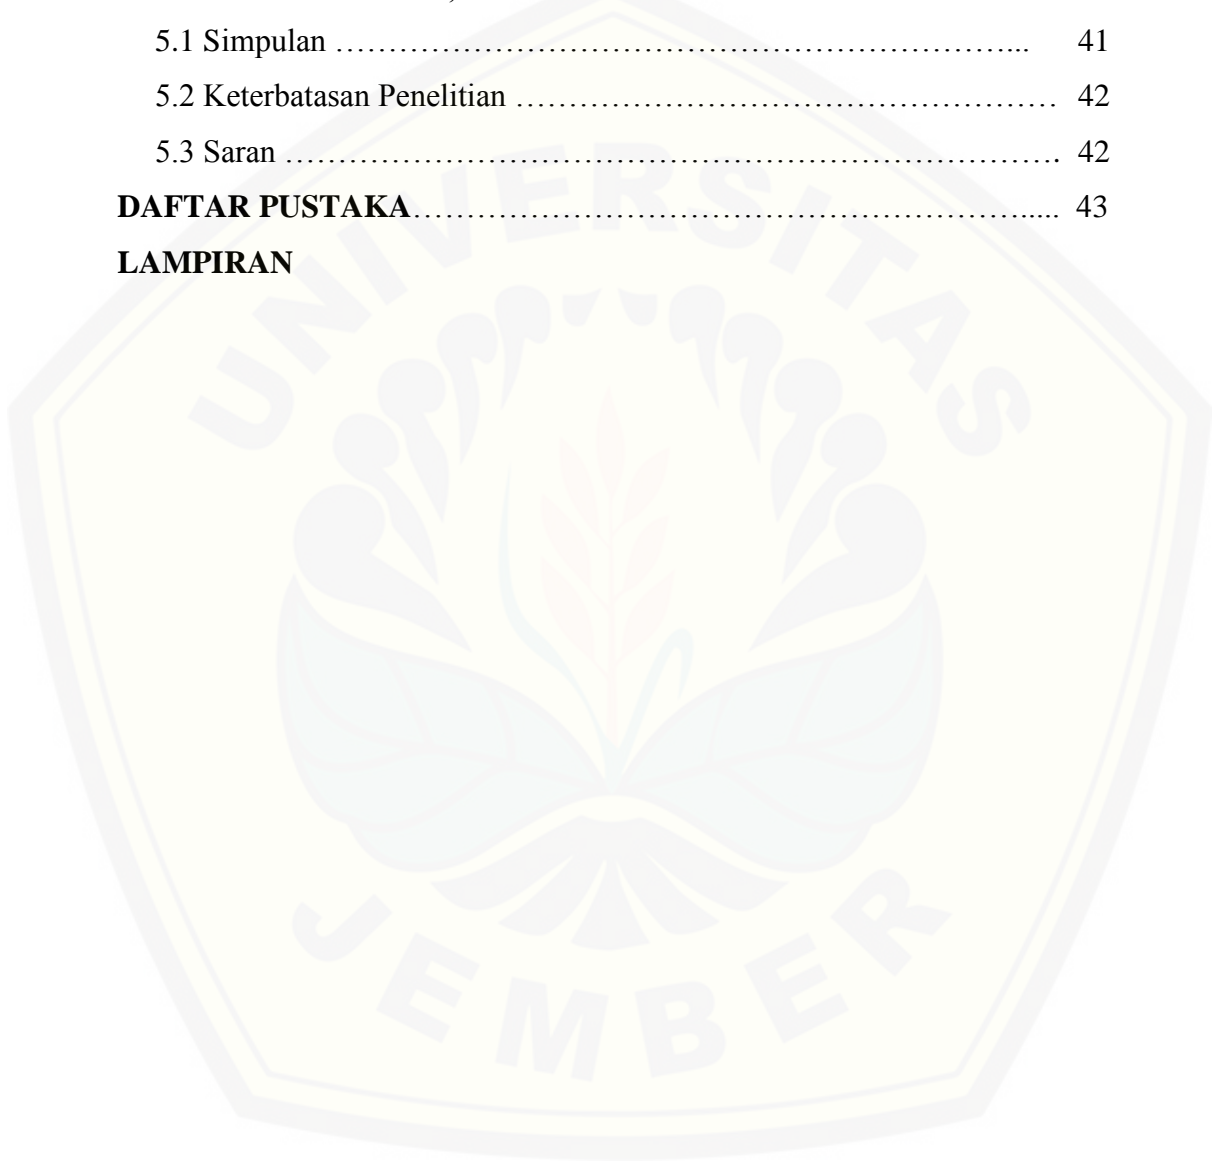 5.1 Simpulan ………………………………………………………... 41
5.2 Keterbatasan Penelitian …………………………………………… 42
5.3 Saran ………………………………………………………………. 42
DAFTAR PUSTAKA…………………………………………………..... 43
LAMPIRAN
UNIVERSITAS
JEMBER